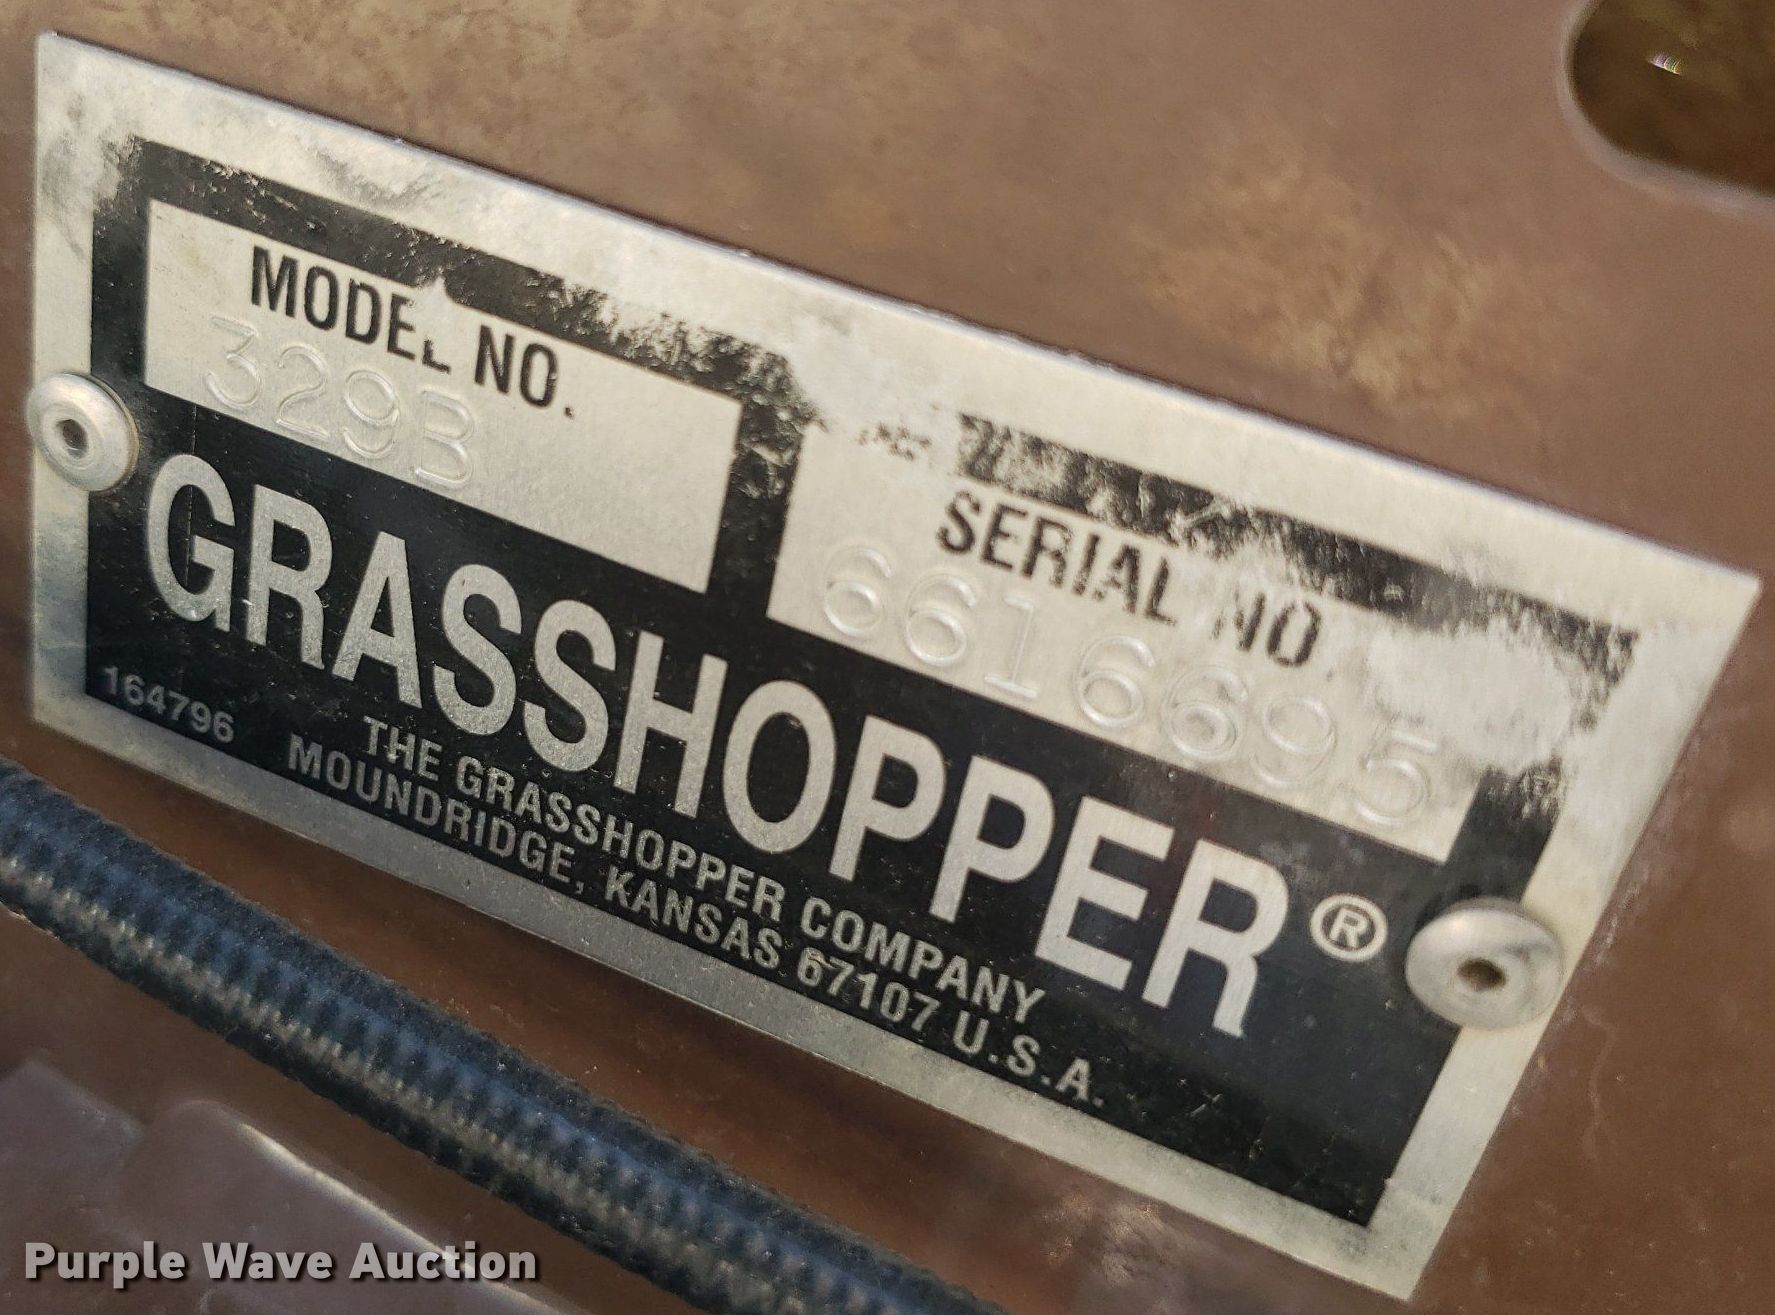 MODEL NO.
329B
SERIAL NO
6616695
GRASSHOPPER®
164796
THE GRASSHOPPER COMPANY
MOUNDRIDGE, KANSAS 67107 U.S.A.
Purple Wave Auction